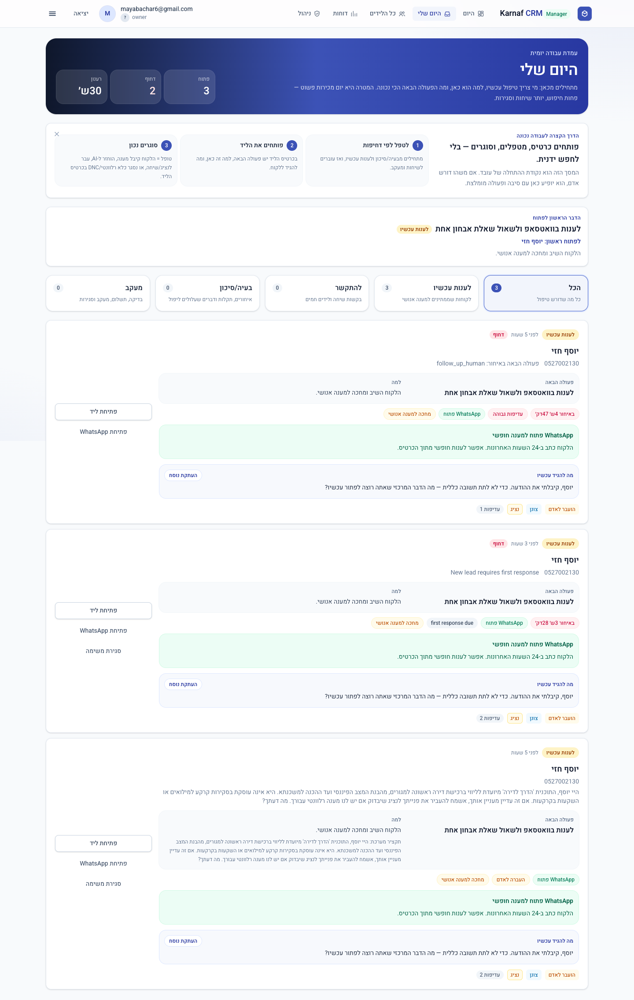 Karnaf CRM Manager
היום
היום שלי
כל הלידים
דוחות
ניהול
mayabachar6@gmail.com
owner
?
M
יציאה
עמדת עבודה יומית
היום שלי
מתחילים מכאן: מי צריך טיפול עכשיו, למה הוא כאן, ומה הפעולה הבאה הכי נכונה. המטרה היא יום מכירות פשוט —
פחות חיפוש, יותר שיחות וסגירות.
פתוח
3
דחוף
2
רענון
30ש׳
הדרך הקצרה לעבודה נכונה
פותחים כרטיס, מטפלים, וסוגרים — בלי
לחפש ידנית.
המסך הזה הוא נקודת ההתחלה של עובד. אם משהו דורש
אדם, הוא יופיע כאן עם סיבה ופעולה מומלצת.
1 לטפל לפי דחיפות
מתחילים מבעיה/סיכון ולענות עכשיו, ואז עוברים
לשיחות ומעקב.
2 פותחים את הליד
בכרטיס הליד יש פעולה הבאה, למה זה כאן, ומה
להגיד ללקוח.
3 סוגרים נכון
טופל = הלקוח קיבל מענה, הוחזר ל-AI, עבר
לנציג/שיחה, או נסגר כלא רלוונטי/DNC בכרטיס
הליד.
הדבר הראשון לפתוח
לענות בוואטסאפ ולשאול שאלת אבחון אחת לענות עכשיו
לפתוח ראשון: יוסף חזי
הלקוח השיב ומחכה למענה אנושי.
הכל 3
כל מה שדורש טיפול
לענות עכשיו 3
לקוחות שממתינים למענה אנושי
להתקשר 0
בקשות שיחה ולידים חמים
בעיה/סיכון 0
איחורים, תקלות ודברים שעלולים ליפול
מעקב 0
בדיקה, תשלום, מעקב וסגירות
לענות עכשיו לפני 5 שעות דחוף
יוסף חזי
0527002130 פעולה הבאה באיחור: follow_up_human
פעולה הבאה
לענות בוואטסאפ ולשאול שאלת אבחון אחת
למה
הלקוח השיב ומחכה למענה אנושי.
באיחור 4ש׳ 47דק׳ עדיפות גבוהה WhatsApp פתוח מחכה למענה אנושי
WhatsApp פתוח למענה חופשי
הלקוח כתב ב-24 השעות האחרונות. אפשר לענות חופשי מתוך הכרטיס.
מה להגיד עכשיו
העתקת נוסח
יוסף, קיבלתי את ההודעה. כדי לא לתת תשובה כללית — מה הדבר המרכזי שאתה רוצה לפתור עכשיו?
הועבר לאדם צונן נציג עדיפות 1
פתיחת ליד
פתיחת WhatsApp
לענות עכשיו לפני 3 שעות דחוף
יוסף חזי
0527002130 New lead requires first response
פעולה הבאה
לענות בוואטסאפ ולשאול שאלת אבחון אחת
למה
הלקוח השיב ומחכה למענה אנושי.
באיחור 3ש׳ 28דק׳ WhatsApp פתוח first response due מחכה למענה אנושי
WhatsApp פתוח למענה חופשי
הלקוח כתב ב-24 השעות האחרונות. אפשר לענות חופשי מתוך הכרטיס.
מה להגיד עכשיו
העתקת נוסח
יוסף, קיבלתי את ההודעה. כדי לא לתת תשובה כללית — מה הדבר המרכזי שאתה רוצה לפתור עכשיו?
הועבר לאדם צונן נציג עדיפות 2
פתיחת ליד
פתיחת WhatsApp
סגירת משימה
לענות עכשיו לפני 5 שעות
יוסף חזי
0527002130
היי יוסף, התוכנית 'הדרך לדירה' מיועדת לליווי ברכישת דירה ראשונה למגורים, מהבנת המצב הפיננסי ועד ההכנה למשכנתא. היא אינה עוסקת בסקירות קרקע למילואים או
השקעות בקרקעות. אם זה עדיין מעניין אותך, אשמח להעביר את פנייתך לנציג שיבדוק אם יש לנו מענה רלוונטי עבורך. מה דעתך?
פעולה הבאה
לענות בוואטסאפ ולשאול שאלת אבחון אחת
למה
הלקוח השיב ומחכה למענה אנושי.
תקציר מערכת: היי יוסף, התוכנית 'הדרך לדירה' מיועדת לליווי ברכישת דירה ראשונה למגורים, מהבנת המצב
הפיננסי ועד ההכנה למשכנתא. היא אינה עוסקת בסקירות קרקע למילואים או השקעות בקרקעות. אם זה עדיין
מעניין אותך, אשמח להעביר את פנייתך לנציג שיבדוק אם יש לנו מענה רלוונטי עבורך. מה דעתך?
WhatsApp פתוח העברה לאדם מחכה למענה אנושי
WhatsApp פתוח למענה חופשי
הלקוח כתב ב-24 השעות האחרונות. אפשר לענות חופשי מתוך הכרטיס.
מה להגיד עכשיו
העתקת נוסח
יוסף, קיבלתי את ההודעה. כדי לא לתת תשובה כללית — מה הדבר המרכזי שאתה רוצה לפתור עכשיו?
הועבר לאדם צונן נציג עדיפות 2
פתיחת ליד
פתיחת WhatsApp
סגירת משימה